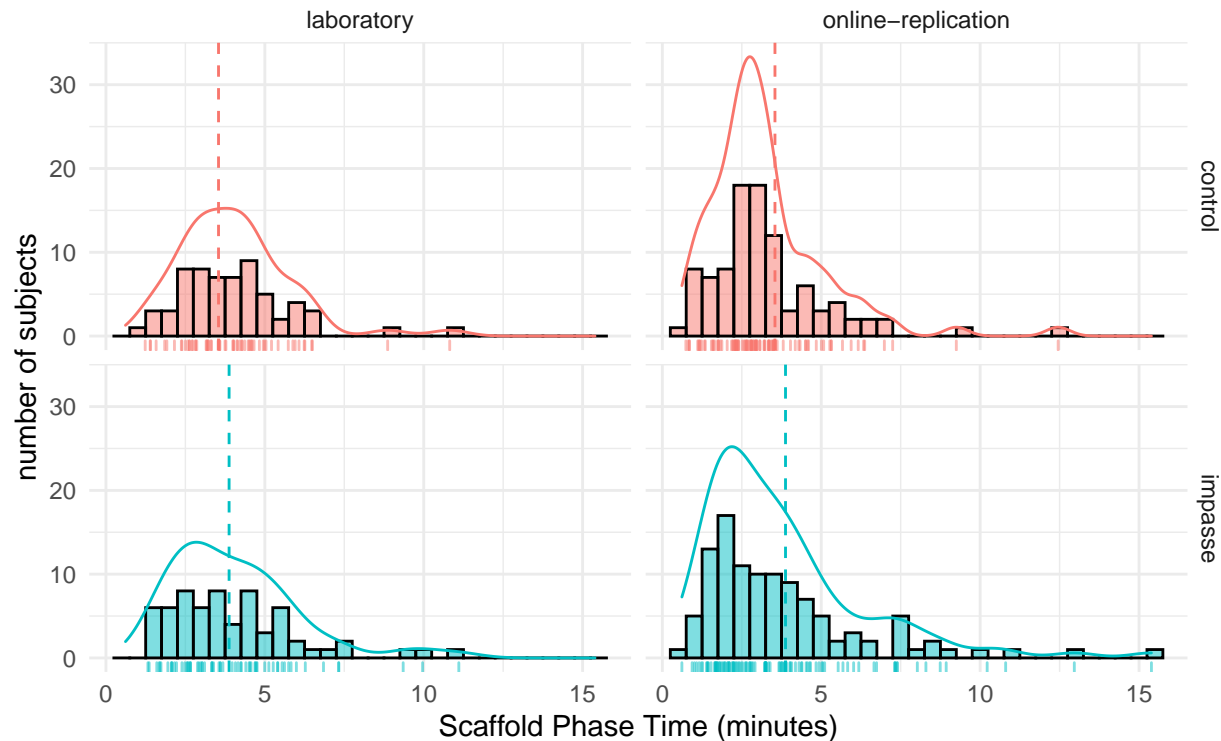 laboratory
online−replication
number of subjects
30
20
10
0
control
30
20
10
0
impasse
0
5
10
15
0
5
10
15
Scaffold Phase Time (minutes)